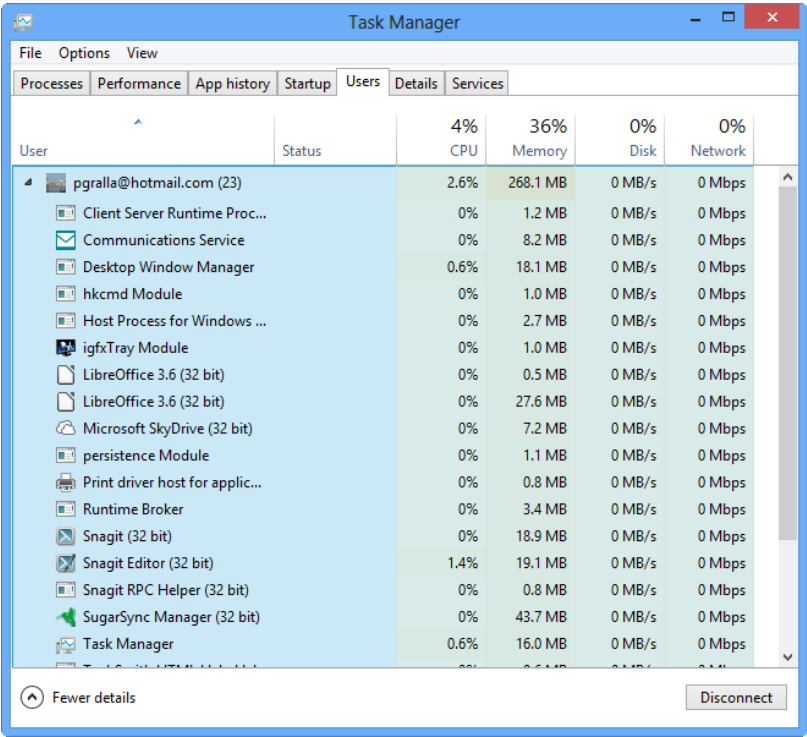 Task Manager
File Options View
Processes Performance App history Startup Users Details Services
4% 36% 0% 0%
User Status CPU Memory Disk Network
pgralla@hotmail.com (23) 2.6% 268.1 MB 0 MB/s 0 Mbps
Client Server Runtime Proc... 0% 1.2 MB 0 MB/s 0 Mbps
Communications Service 0% 8.2 MB 0 MB/s 0 Mbps
Desktop Window Manager 0.6% 18.1 MB 0 MB/s 0 Mbps
hkcmd Module 0% 1.0 MB 0 MB/s 0 Mbps
Host Process for Windows ... 0% 2.7 MB 0 MB/s 0 Mbps
igfxTray Module 0% 1.0 MB 0 MB/s 0 Mbps
LibreOffice 3.6 (32 bit) 0% 0.5 MB 0 MB/s 0 Mbps
LibreOffice 3.6 (32 bit) 0% 27.6 MB 0 MB/s 0 Mbps
Microsoft SkyDrive (32 bit) 0% 7.2 MB 0 MB/s 0 Mbps
persistence Module 0% 1.1 MB 0 MB/s 0 Mbps
Print driver host for applic... 0% 0.8 MB 0 MB/s 0 Mbps
Runtime Broker 0% 3.4 MB 0 MB/s 0 Mbps
Snagit (32 bit) 0% 18.9 MB 0 MB/s 0 Mbps
Snagit Editor (32 bit) 1.4% 19.1 MB 0 MB/s 0 Mbps
Snagit RPC Helper (32 bit) 0% 0.8 MB 0 MB/s 0 Mbps
SugarSync Manager (32 bit) 0% 43.7 MB 0 MB/s 0 Mbps
Task Manager 0.6% 16.0 MB 0 MB/s 0 Mbps
Fewer details Disconnect